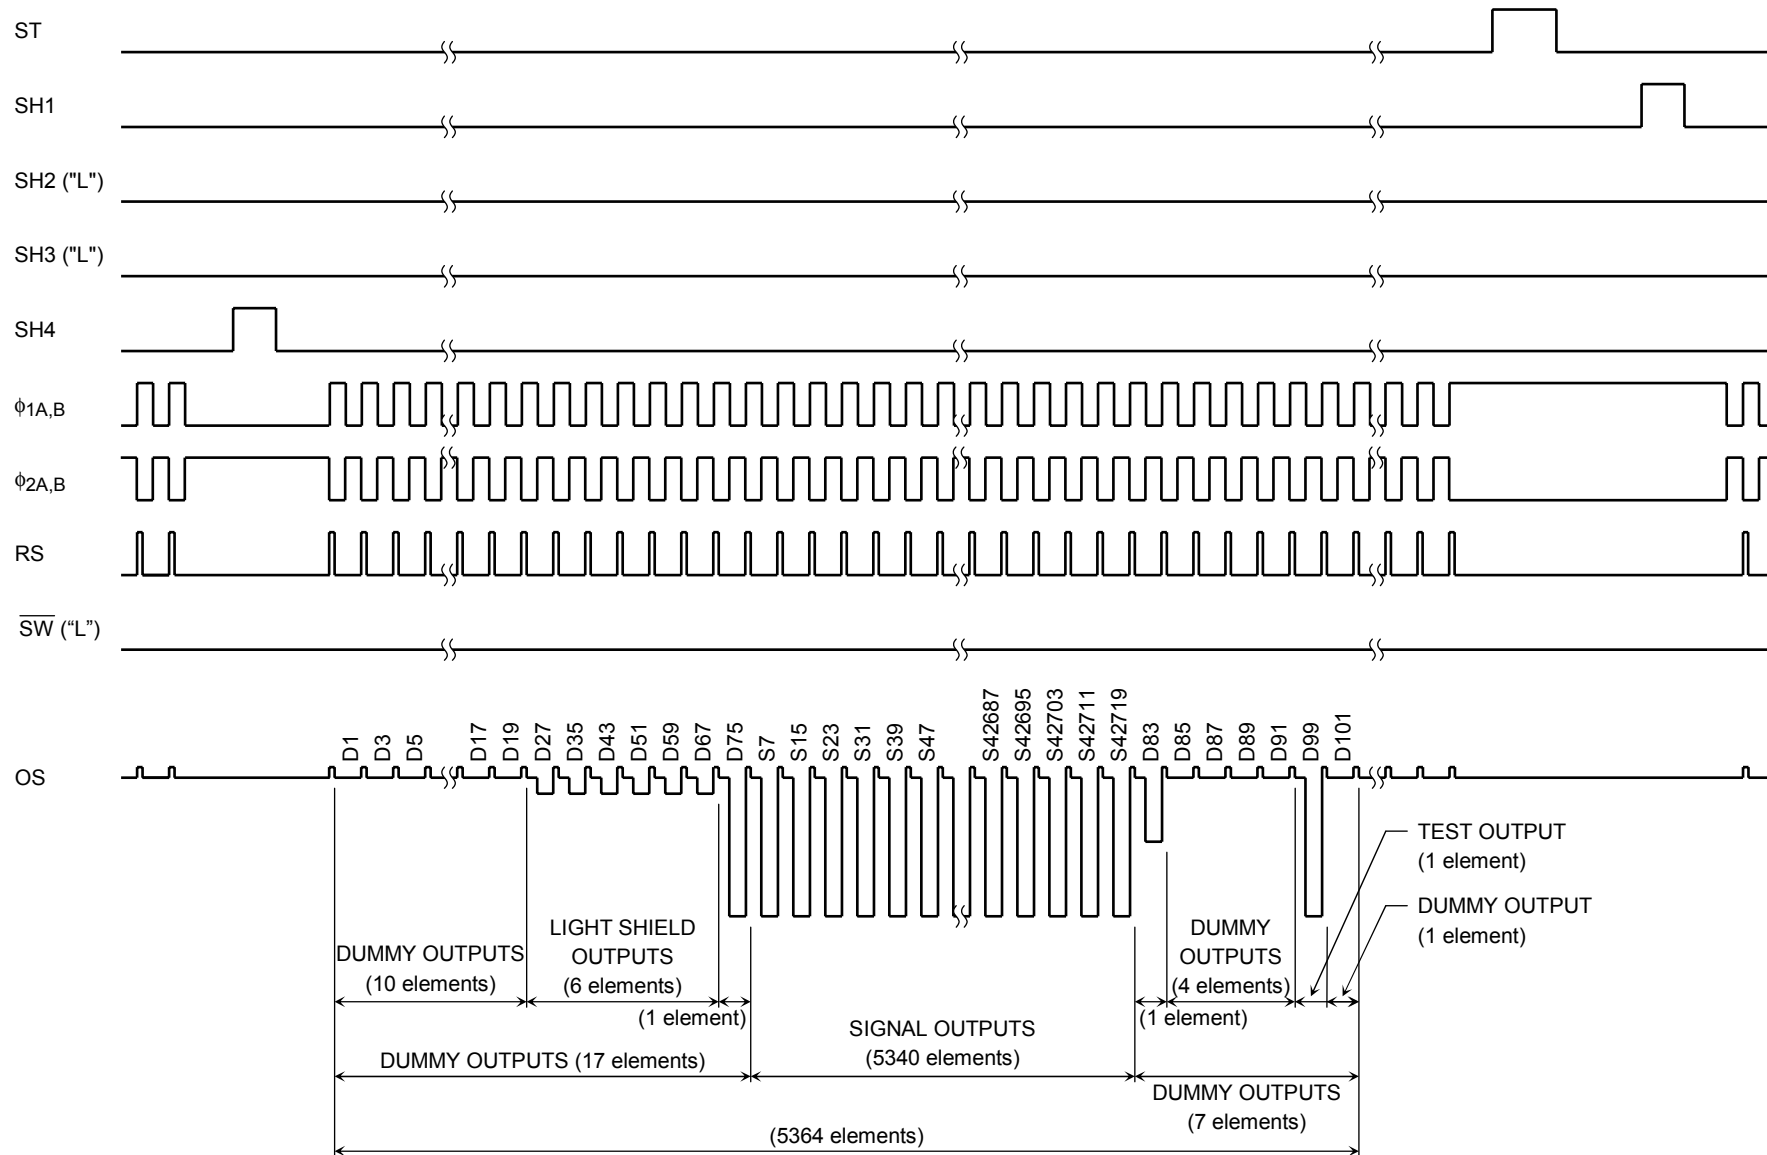 ST
SH1
SH2 ("L")
SH3 ("L")
SH4
ϕ1A,B
ϕ2A,B
RS
S̅W̅ (“L”)
OS
D1
D3
D5
D17
D19
D27
D35
D43
D51
D59
D67
D75
S7
S15
S23
S31
S39
S47
S42687
S42695
S42703
S42711
S42719
D83
D85
D87
D89
D91
D99
D101
TEST OUTPUT
(1 element)
DUMMY OUTPUT
(1 element)
DUMMY OUTPUTS
(10 elements)
LIGHT SHIELD
OUTPUTS
(6 elements)
(1 element)
DUMMY
OUTPUTS
(4 elements)
(1 element)
SIGNAL OUTPUTS
(5340 elements)
DUMMY OUTPUTS (17 elements)
DUMMY OUTPUTS
(7 elements)
(5364 elements)